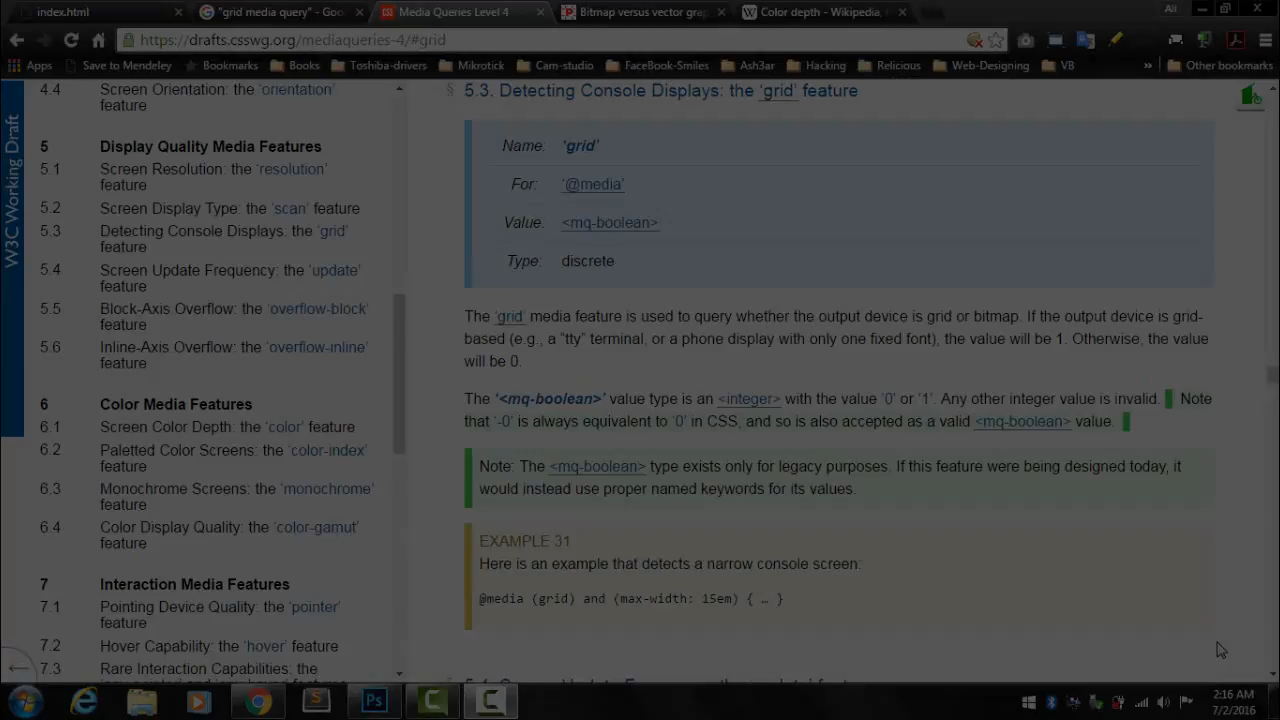 index.html
"grid media query" - Goo
Media Queries Level 4
Bitmap versus vector gra
Color depth - Wikipedia,
Ali
https://drafts.csswg.org/mediaqueries-4/#grid
Apps
Save to Mendeley
Bookmarks
Books
Toshiba-drivers
Mikrotick
Cam-studio
FaceBook-Smiles
Ash3ar
Hacking
Relicious
Web-Designing
VB
»
Other bookmarks
W3C Working Draft
4.4 Screen Orientation: the ‘orientation’
feature
5 Display Quality Media Features
5.1 Screen Resolution: the ‘resolution’
feature
5.2 Screen Display Type: the ‘scan’ feature
5.3 Detecting Console Displays: the ‘grid’
feature
5.4 Screen Update Frequency: the ‘update’
feature
5.5 Block-Axis Overflow: the ‘overflow-block’
feature
5.6 Inline-Axis Overflow: the ‘overflow-inline’
feature
6 Color Media Features
6.1 Screen Color Depth: the ‘color’ feature
6.2 Paletted Color Screens: the ‘color-index’
feature
6.3 Monochrome Screens: the ‘monochrome’
feature
6.4 Color Display Quality: the ‘color-gamut’
feature
7 Interaction Media Features
7.1 Pointing Device Quality: the ‘pointer’
feature
7.2 Hover Capability: the ‘hover’ feature
7.3 Rare Interaction Capabilities: the
§ 5.3. Detecting Console Displays: the ‘grid’ feature
Name: ‘grid’
For: ‘@media’
Value: <mq-boolean>
Type: discrete
The ‘grid’ media feature is used to query whether the output device is grid or bitmap. If the output device is grid-
based (e.g., a "tty" terminal, or a phone display with only one fixed font), the value will be 1. Otherwise, the value
will be 0.
The ‘<mq-boolean>’ value type is an <integer> with the value ‘0’ or ‘1’. Any other integer value is invalid. Note
that ‘-0’ is always equivalent to ‘0’ in CSS, and so is also accepted as a valid <mq-boolean> value.
Note: The <mq-boolean> type exists only for legacy purposes. If this feature were being designed today, it
would instead use proper named keywords for its values.
EXAMPLE 31
Here is an example that detects a narrow console screen:
@media (grid) and (max-width: 15em) { … }
2:16 AM
7/2/2016